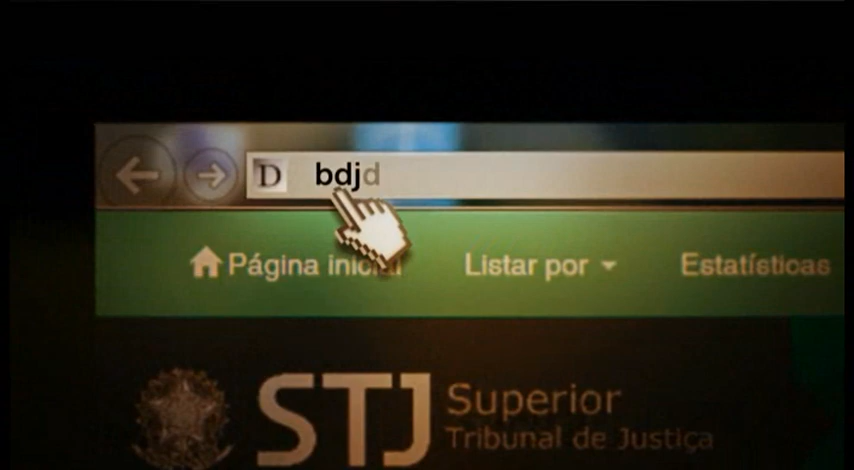 D bdjd
Página inicial Listar por Estatísticas
STJ Superior
Tribunal de Justiça